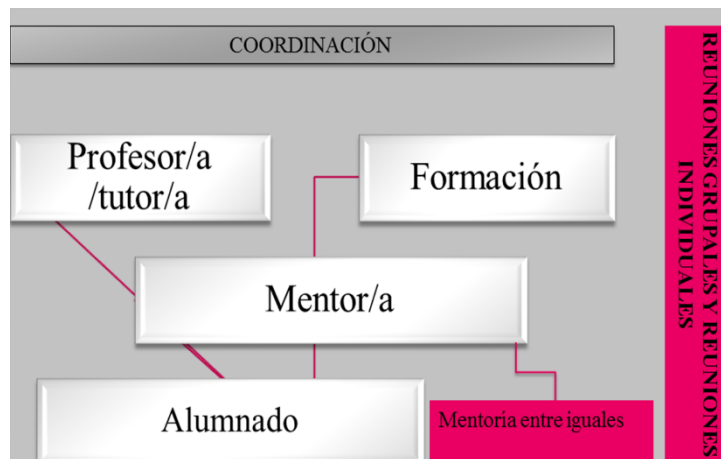 COORDINACIÓN
Profesor/a
/tutor/a
Formación
Mentor/a
Alumnado
Mentoria entre iguales
REUNIONES GRUPALES Y REUNIONES
INDIVIDUALES